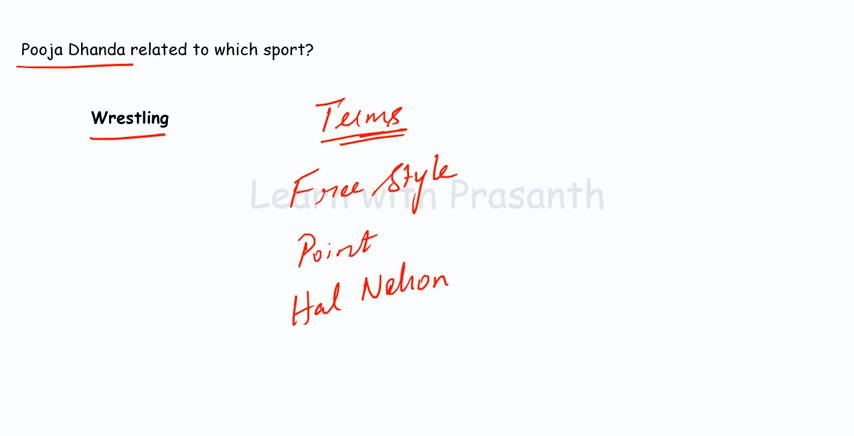 Pooja Dhanda related to which sport?
Wrestling
Terms
Free Style
Learn with Prasanth
Point
Hal Nelson